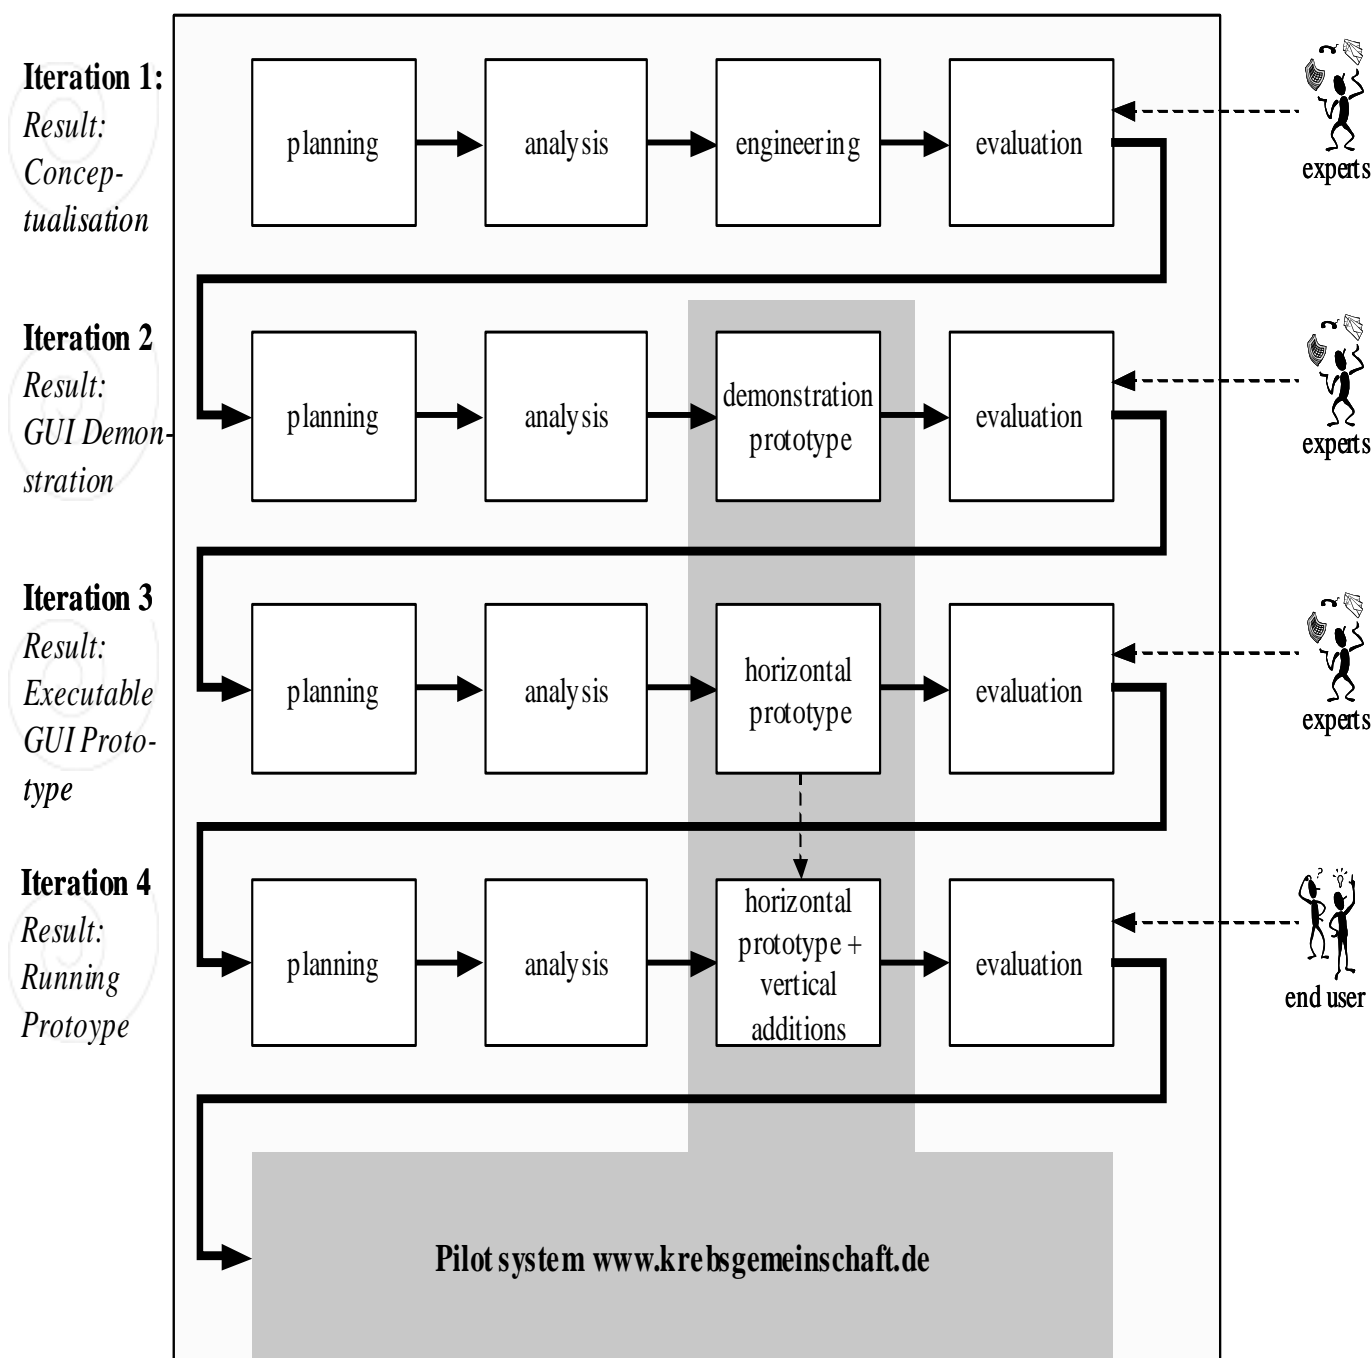 Iteration 1:
Result:
Concep-
tualisation
planning
analysis
engineering
evaluation
experts
Iteration 2
Result:
GUI Demon-
stration
planning
analysis
demonstration
prototype
evaluation
experts
Iteration 3
Result:
Executable
GUI Proto-
type
planning
analysis
horizontal
prototype
evaluation
experts
Iteration 4
Result:
Running
Protoype
planning
analysis
horizontal
prototype +
vertical
additions
evaluation
?
end user
Pilot system www.krebsgemeinschaft.de